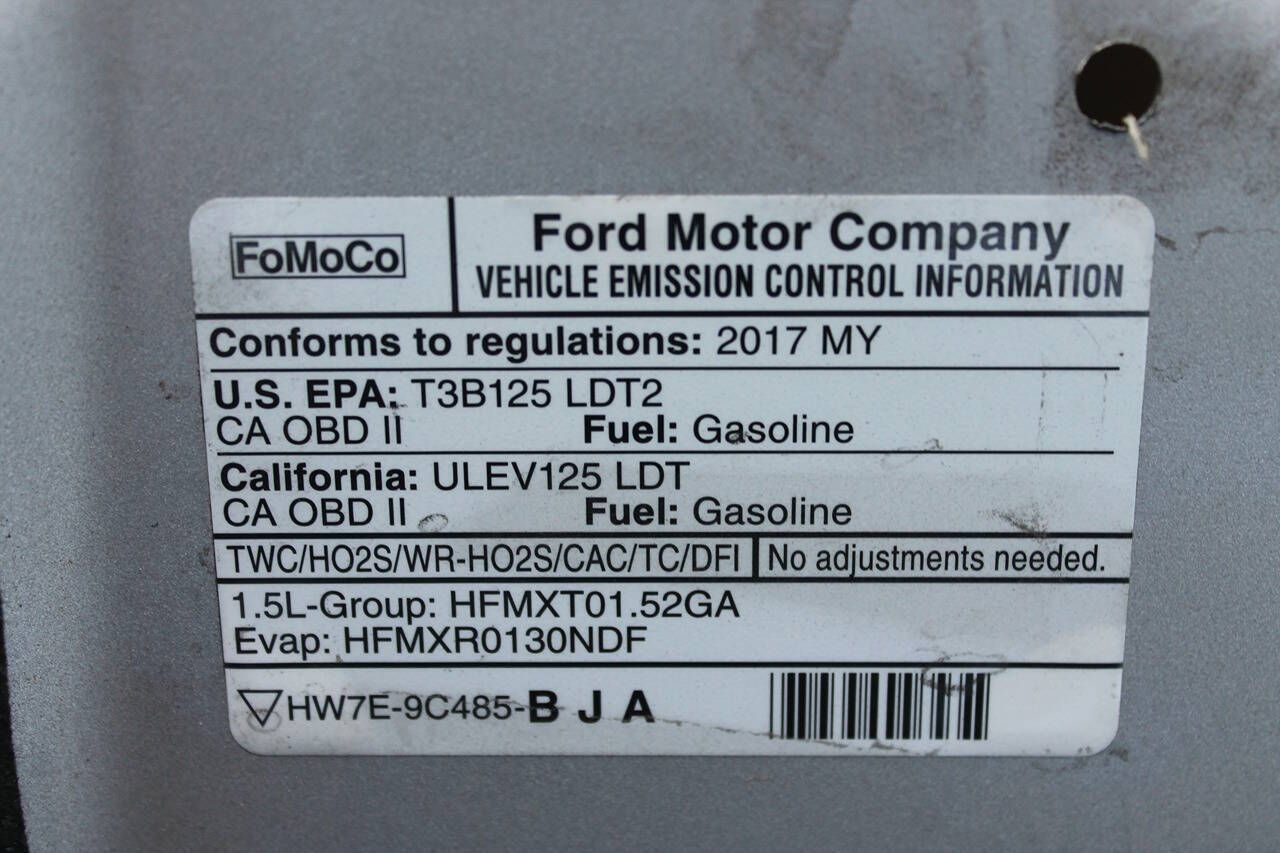 FoMoCo
Ford Motor Company
VEHICLE EMISSION CONTROL INFORMATION
Conforms to regulations: 2017 MY
U.S. EPA: T3B125 LDT2
CA OBD II Fuel: Gasoline
California: ULEV125 LDT
CA OBD II Fuel: Gasoline
TWC/HO2S/WR-HO2S/CAC/TC/DFI No adjustments needed.
1.5L-Group: HFMXT01.52GA
Evap: HFMXR0130NDF
HW7E-9C485-B J A